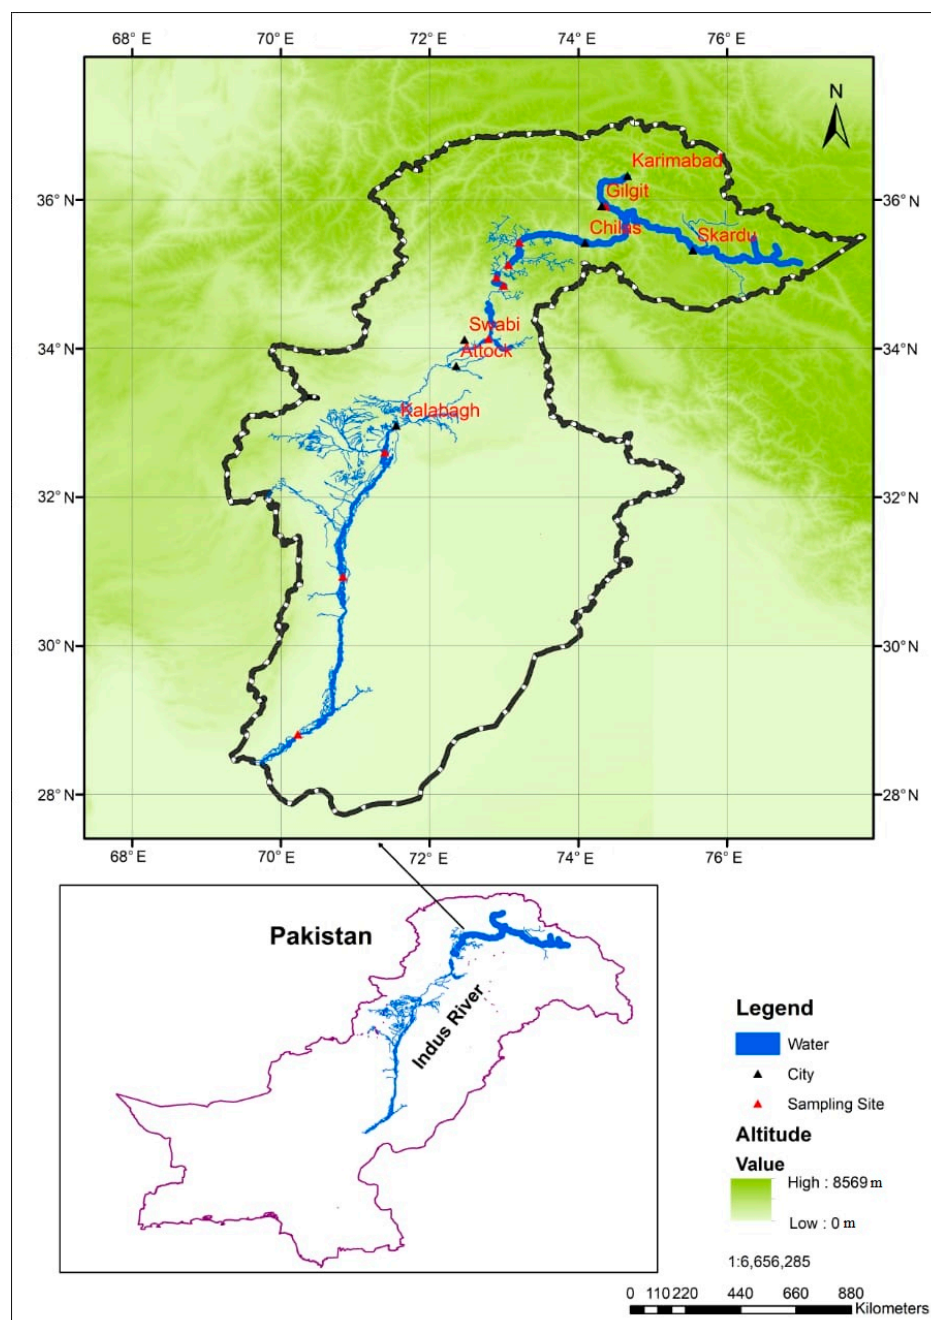 68° E 70° E 72° E 74° E 76° E
N
36° N 36° N
34° N 34° N
32° N 32° N
30° N 30° N
28° N 28° N
Karimabad
Gilgit
Chilas
Skardu
Swabi
Attock
Kalabagh
68° E 70° E 72° E 74° E 76° E
Pakistan
Indus River
Legend
Water
City
Sampling Site
Altitude
Value
High : 8569 m
Low : 0 m
1:6,656,285
0 110 220 440 660 880
Kilometers